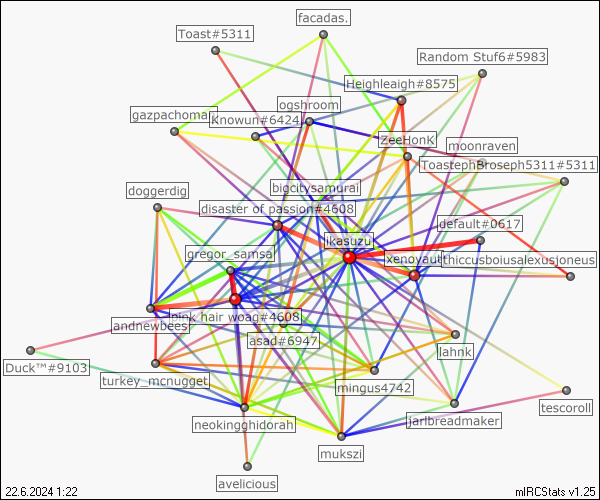 facadas.
Toast#5311
Random Stuf6#5983
Heighleaigh#8575
ogshroom
gazpachoma
Knowun#6424
ZeeHonK
moonraven
ToastephBroseph5311#5311
bigcitysamurai
doggerdig
disaster of passion#4608
default#0617
ikasuzu
gregor_samsa
xenoyaut
thiccusboiusalexusjoneus
pink hair woag#4608
andnewbees
asad#6947
lahnk
Duck™#9103
turkey_mcnugget
mingus4742
tescoroll
neokingghidorah
jarlbreadmaker
mukszi
avelicious
22.6.2024 1:22
mIRCStats v1.25